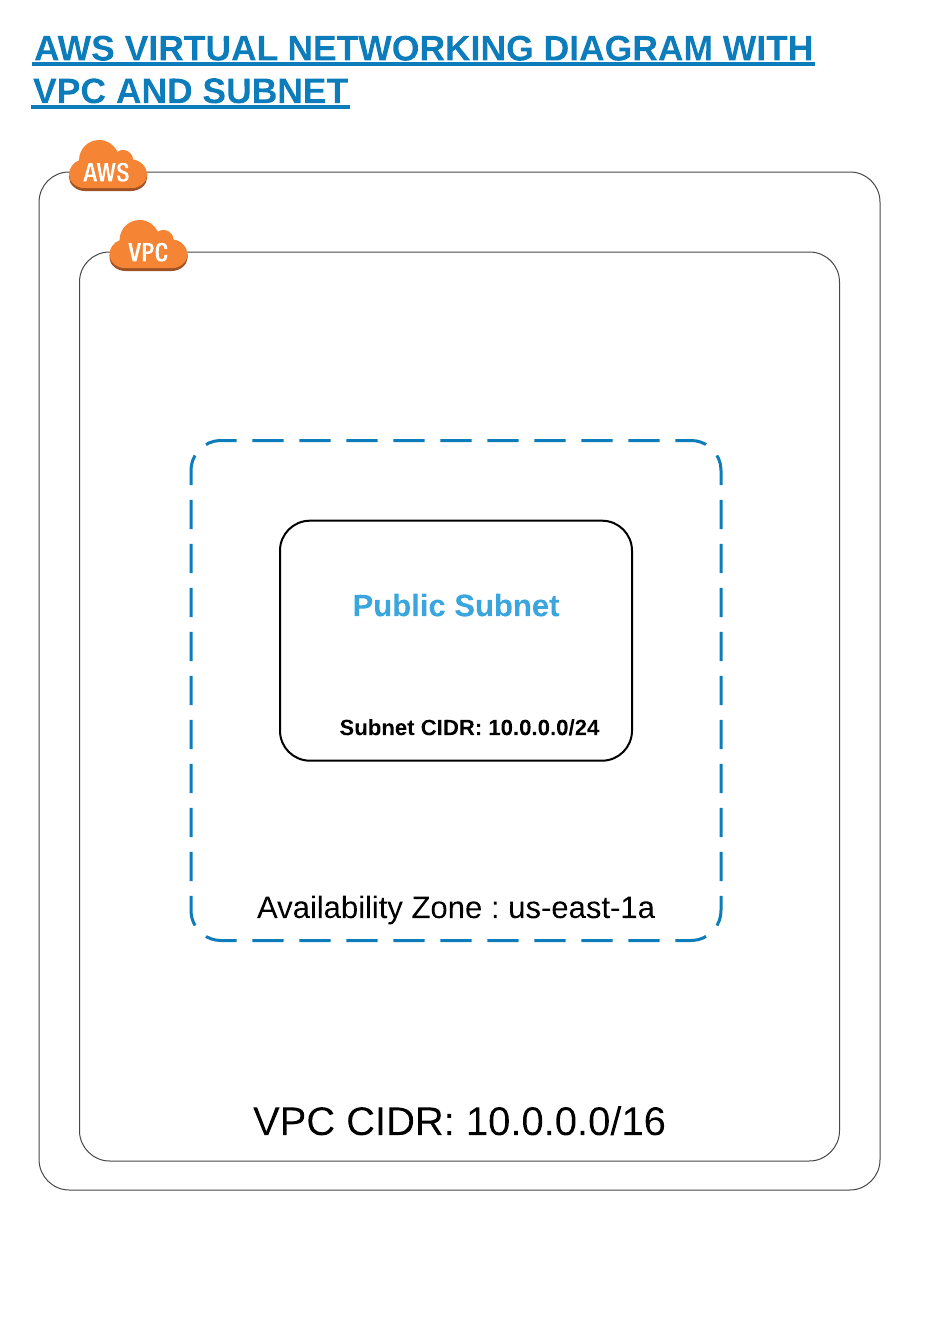 AWS VIRTUAL NETWORKING DIAGRAM WITH
VPC AND SUBNET
AWS
VPC
Public Subnet
Subnet CIDR: 10.0.0.0/24
Availability Zone : us-east-1a
VPC CIDR: 10.0.0.0/16